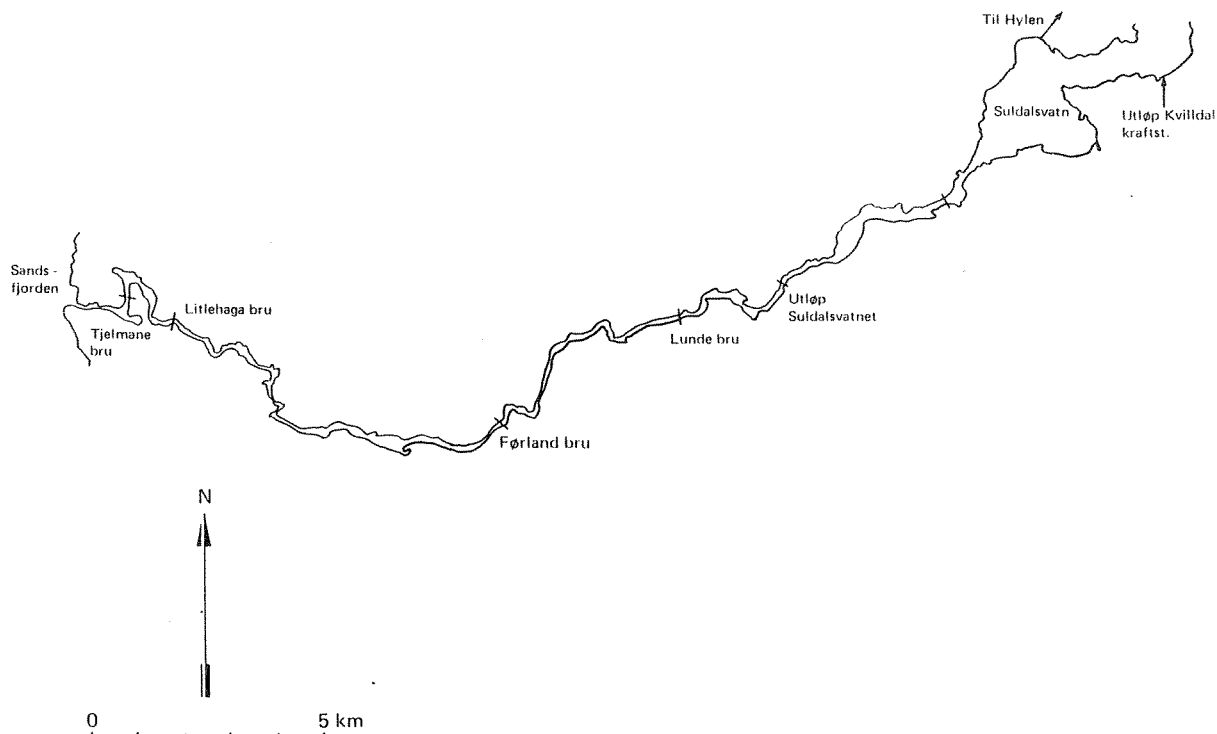 Til Hylen
Suldalsvatn
Utløp Kvilldal
kraftst.
Sands-
fjorden
Litlehaga bru
Tjelmane
bru
Utløp
Suldalsvatnet
Lunde bru
Førland bru
N
0 5 km